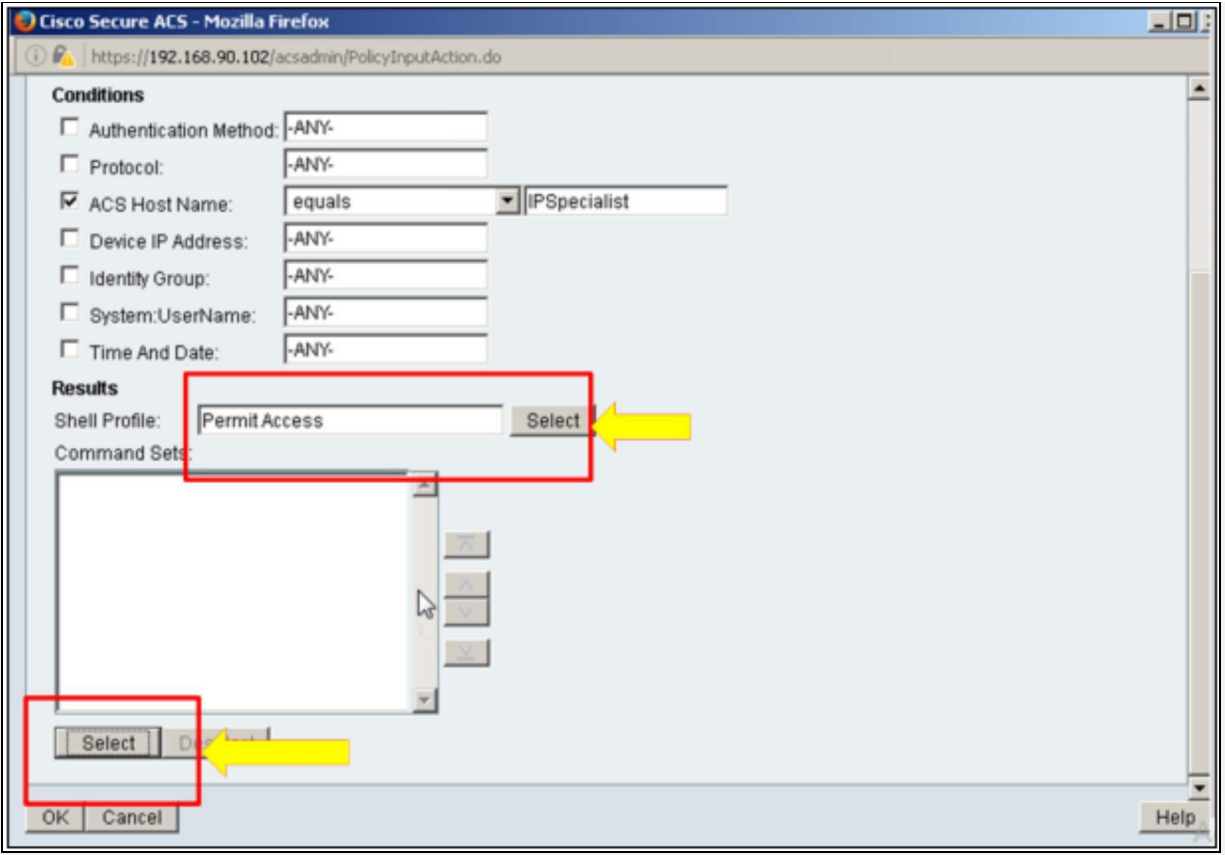 Cisco Secure ACS - Mozilla Firefox
https://192.168.90.102/acsadmin/PolicyInputAction.do
Conditions
Authentication Method: -ANY-
Protocol: -ANY-
ACS Host Name: equals IPSpecialist
Device IP Address: -ANY-
Identity Group: -ANY-
System:UserName: -ANY-
Time And Date: -ANY-
Results
Shell Profile: Permit Access Select
Command Sets:
Select
OK Cancel Help